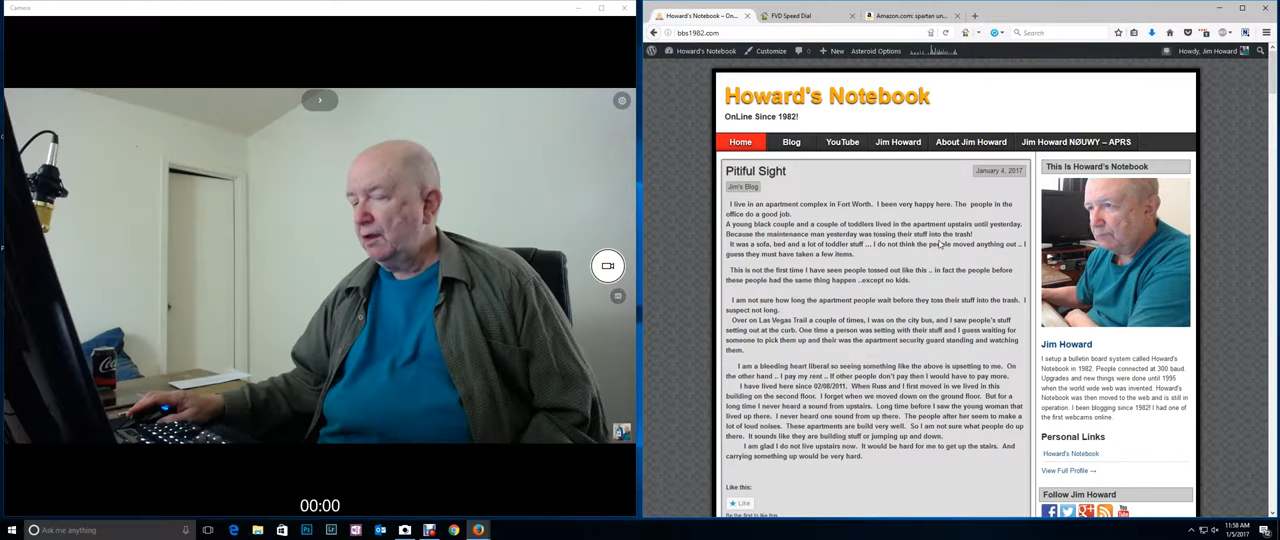 Camera
00:00
Howard's Notebook – On...
FVD Speed Dial
Amazon.com: spartan un...
bbs1982.com
Search
Howard's Notebook
Customize
0
New
Asteroid Options
Howdy, Jim Howard
Howard's Notebook
OnLine Since 1982!
Home
Blog
YouTube
Jim Howard
About Jim Howard
Jim Howard NØUWY – APRS
Pitiful Sight
January 4, 2017
Jim's Blog
I live in an apartment complex in Fort Worth. I been very happy here. The people in the
office do a good job.
A young black couple and a couple of toddlers lived in the apartment upstairs until yesterday.
Because the maintenance man yesterday was tossing their stuff into the trash!
It was a sofa, bed and a lot of toddler stuff ... I do not think the people moved anything out .. I
guess they must have taken a few items.
This is not the first time I have seen people tossed out like this .. in fact the people before
these people had the same thing happen ..except no kids.
I am not sure how long the apartment people wait before they toss their stuff into the trash. I
suspect not long.
Over on Las Vegas Trail a couple of times, I was on the city bus, and I saw people's stuff
setting out at the curb. One time a person was setting with their stuff and I guess waiting for
someone to pick them up and their was the apartment security guard standing and watching
them.
I am a bleeding heart liberal so seeing something like the above is upsetting to me. On
the other hand .. I pay my rent .. If other people don't pay then I would have to pay more.
I have lived here since 02/08/2011. When Russ and I first moved in we lived in this
building on the second floor. I forget when we moved down on the ground floor. But for a
long time I never heard a sound from upstairs. Long time before I saw the young woman that
lived up there. I never heard one sound from up there. The people after her seem to make a
lot of loud noises. These apartments are build very well. So I am not sure what people do up
there. It sounds like they are building stuff or jumping up and down.
I am glad I do not live upstairs now. It would be hard for me to get up the stairs. And
carrying something up would be very hard.
Like this:
Like
Be the first to like this.
This Is Howard's Notebook
Jim Howard
I setup a bulletin board system called Howard's
Notebook in 1982. People connected at 300 baud.
Upgrades and new things were done until 1995
when the world wide web was invented. Howard's
Notebook was then moved to the web and is still in
operation. I been blogging since 1982! I had one of
the first webcams online.
Personal Links
Howard's Notebook
View Full Profile →
Follow Jim Howard
Ask me anything
11:58 AM
1/5/2017